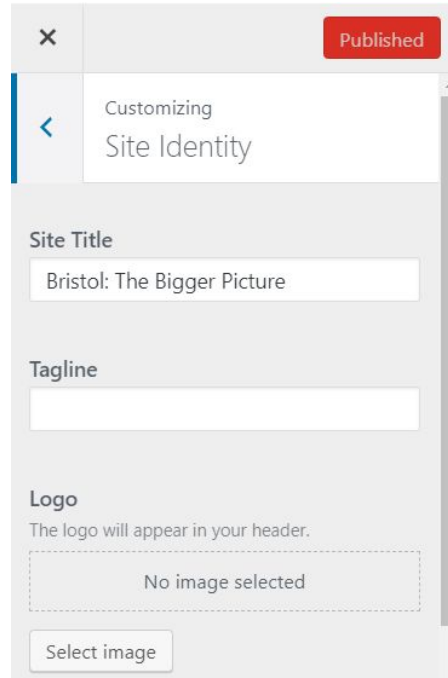 Published
Customizing
Site Identity
Site Title
Bristol: The Bigger Picture
Tagline
Logo
The logo will appear in your header.
No image selected
Select image